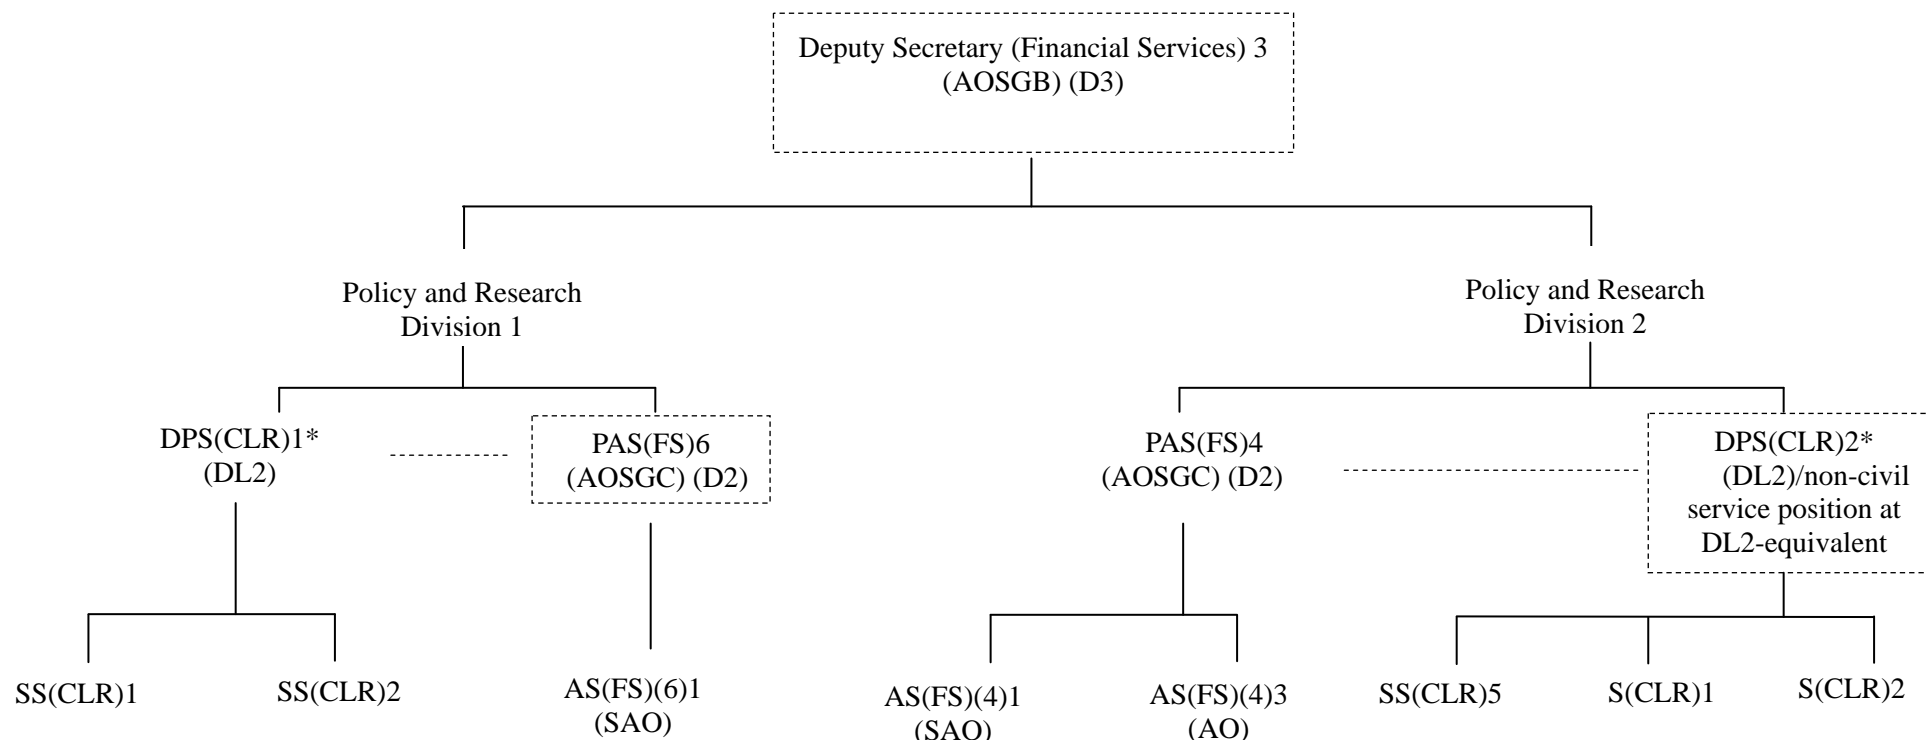 Deputy Secretary (Financial Services) 3
(AOSGB) (D3)
Policy and Research
Division 1
Policy and Research
Division 2
DPS(CLR)1*
(DL2)
PAS(FS)6
(AOSGC) (D2)
PAS(FS)4
(AOSGC) (D2)
DPS(CLR)2*
(DL2)/non-civil
service position at
DL2-equivalent
SS(CLR)1
SS(CLR)2
AS(FS)(6)1
(SAO)
AS(FS)(4)1
(SAO)
AS(FS)(4)3
(AO)
SS(CLR)5
S(CLR)1
S(CLR)2